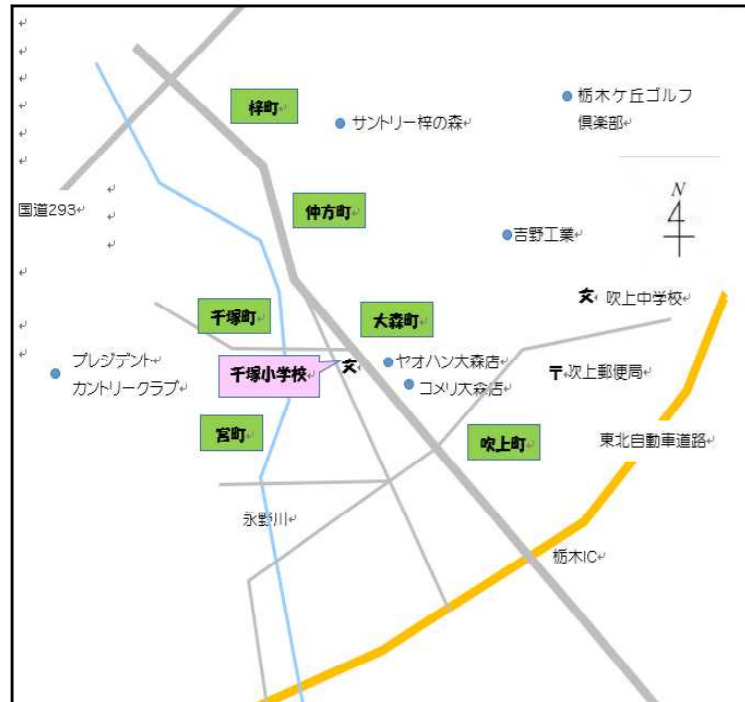 梓町
サントリー梓の森
栃木ケ丘ゴルフ
倶楽部
国道293
仲方町
N
吉野工業
文 吹上中学校
千塚町
大森町
プレジデント
カントリークラブ
千塚小学校
文
ヤオハン大森店
コメリ大森店
〒吹上郵便局
宮町
吹上町
東北自動車道路
永野川
栃木IC